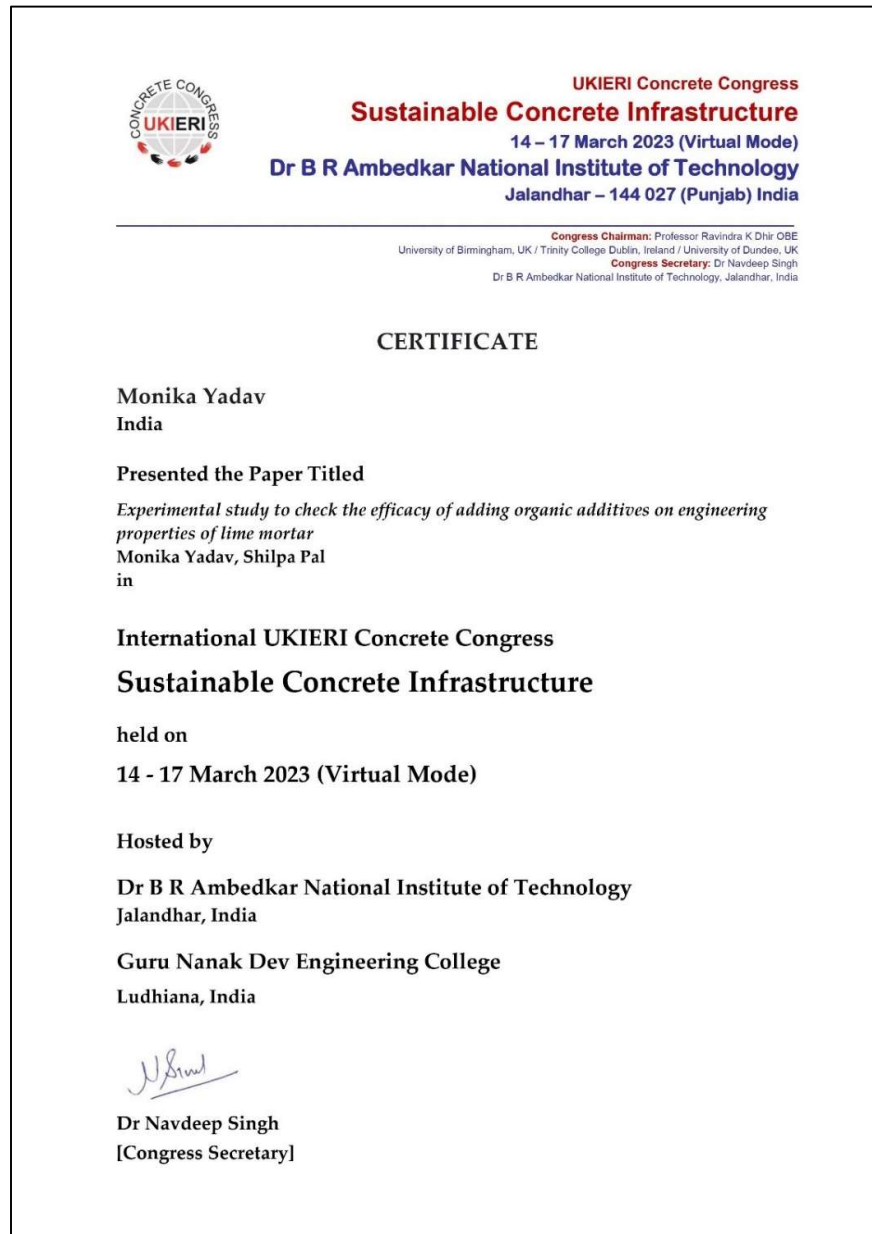 CONCRETE CONGRESS
UKIERI
UKIERI Concrete Congress
Sustainable Concrete Infrastructure
14 – 17 March 2023 (Virtual Mode)
Dr B R Ambedkar National Institute of Technology
Jalandhar – 144 027 (Punjab) India
Congress Chairman: Professor Ravindra K Dhir OBE
University of Birmingham, UK / Trinity College Dublin, Ireland / University of Dundee, UK
Congress Secretary: Dr Navdeep Singh
Dr B R Ambedkar National Institute of Technology, Jalandhar, India
CERTIFICATE
Monika Yadav
India
Presented the Paper Titled
Experimental study to check the efficacy of adding organic additives on engineering
properties of lime mortar
Monika Yadav, Shilpa Pal
in
International UKIERI Concrete Congress
Sustainable Concrete Infrastructure
held on
14 - 17 March 2023 (Virtual Mode)
Hosted by
Dr B R Ambedkar National Institute of Technology
Jalandhar, India
Guru Nanak Dev Engineering College
Ludhiana, India
Dr Navdeep Singh
[Congress Secretary]